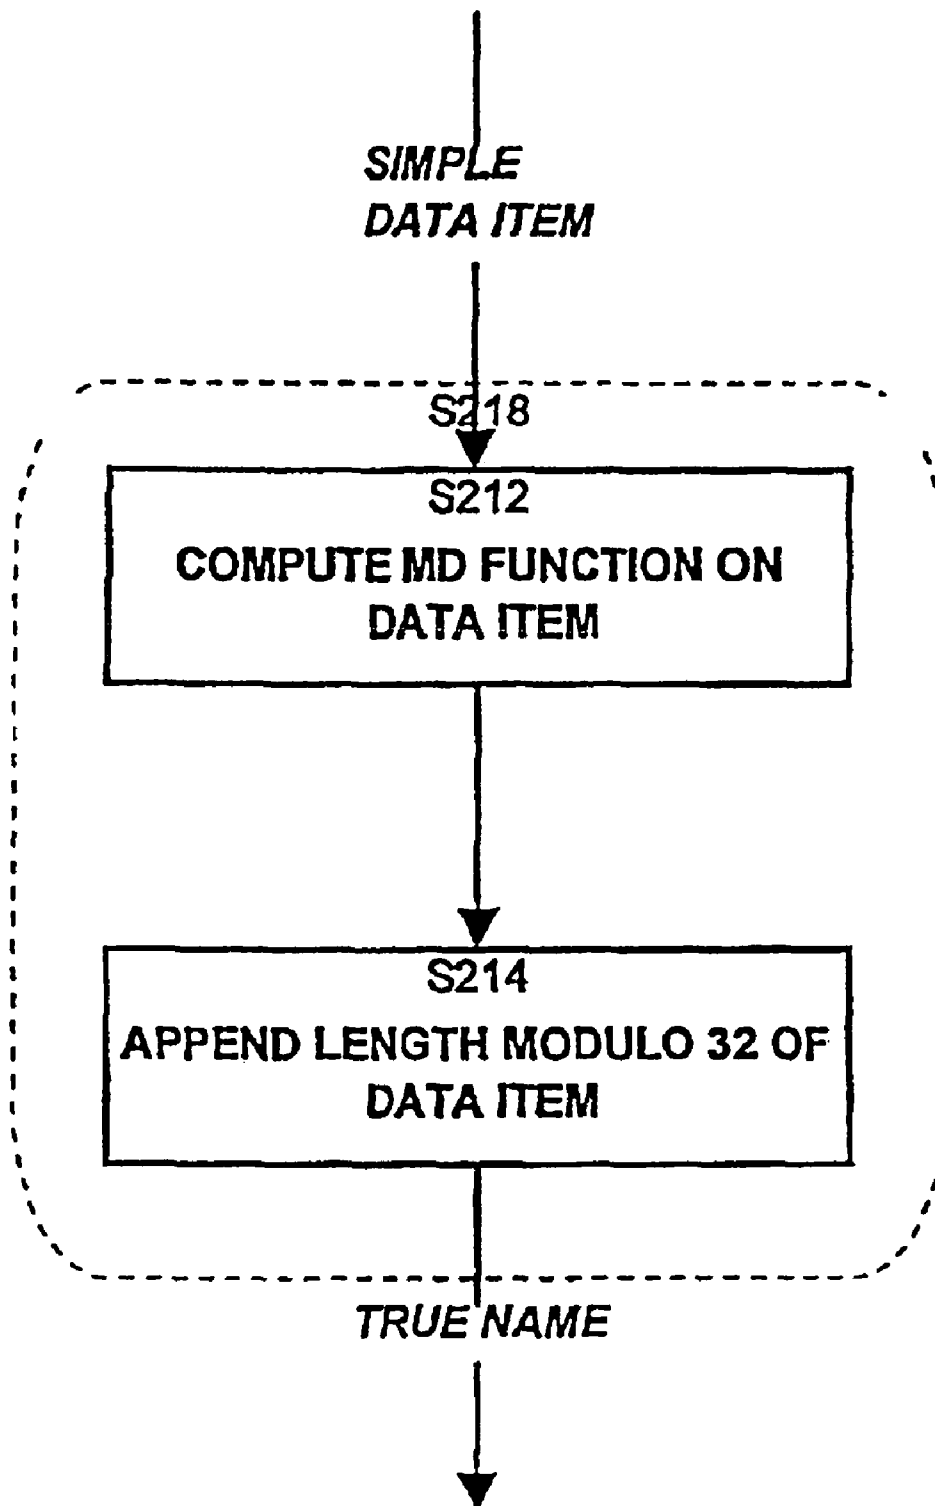 SIMPLE
DATA ITEM
S218
S212
COMPUTE MD FUNCTION ON
DATA ITEM
S214
APPEND LENGTH MODULO 32 OF
DATA ITEM
TRUE NAME